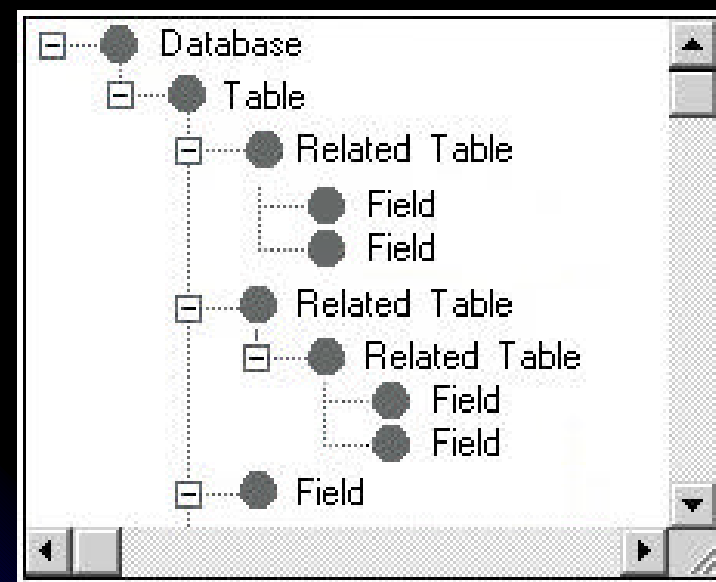 Database
Table
Related Table
Field
Field
Related Table
Related Table
Field
Field
Field